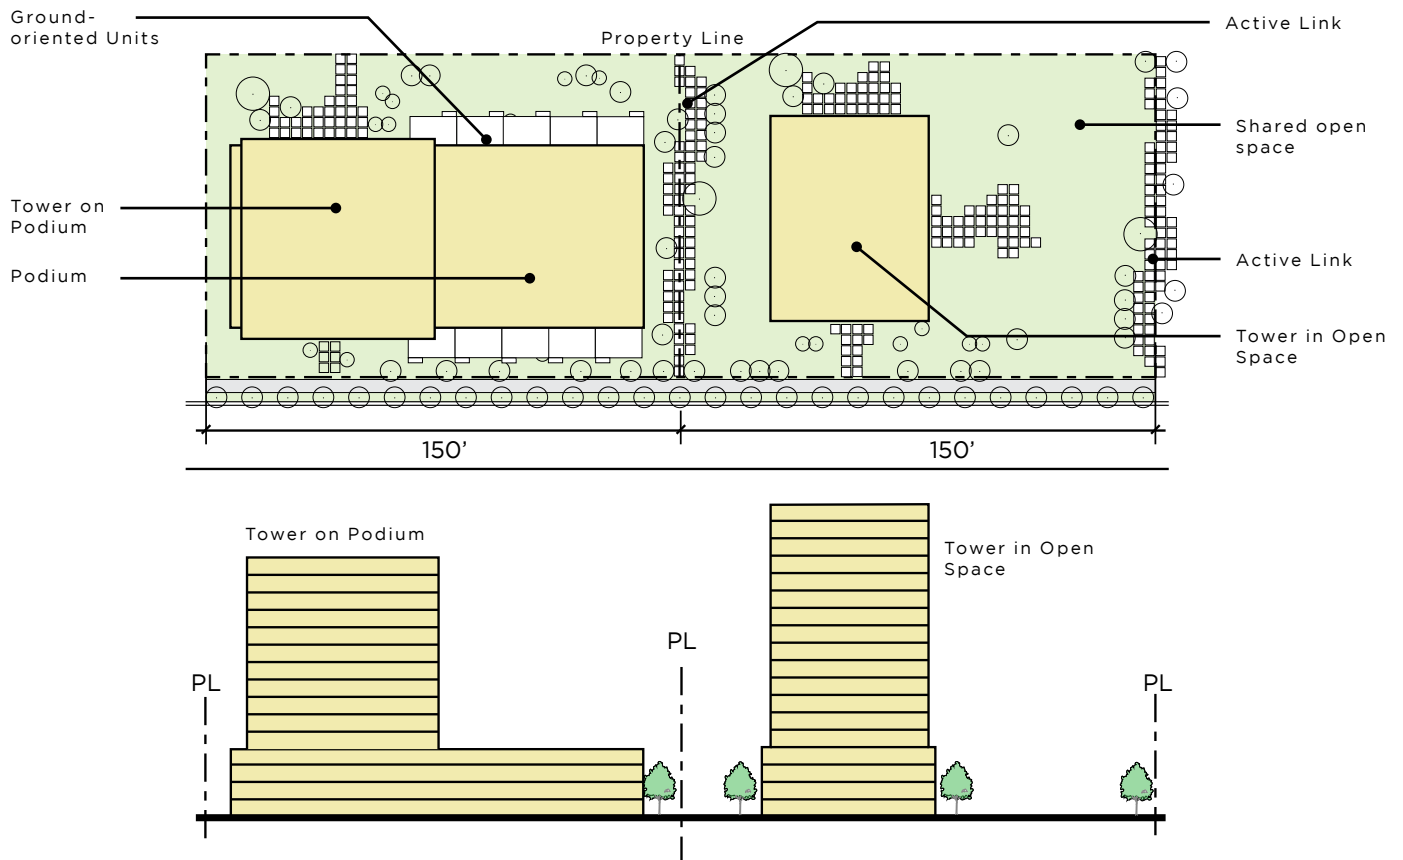 Ground-
oriented Units
Property Line
Active Link
Shared open
space
Tower on
Podium
Podium
Active Link
Tower in Open
Space
150’
150’
Tower on Podium
Tower in Open
Space
PL
PL
PL